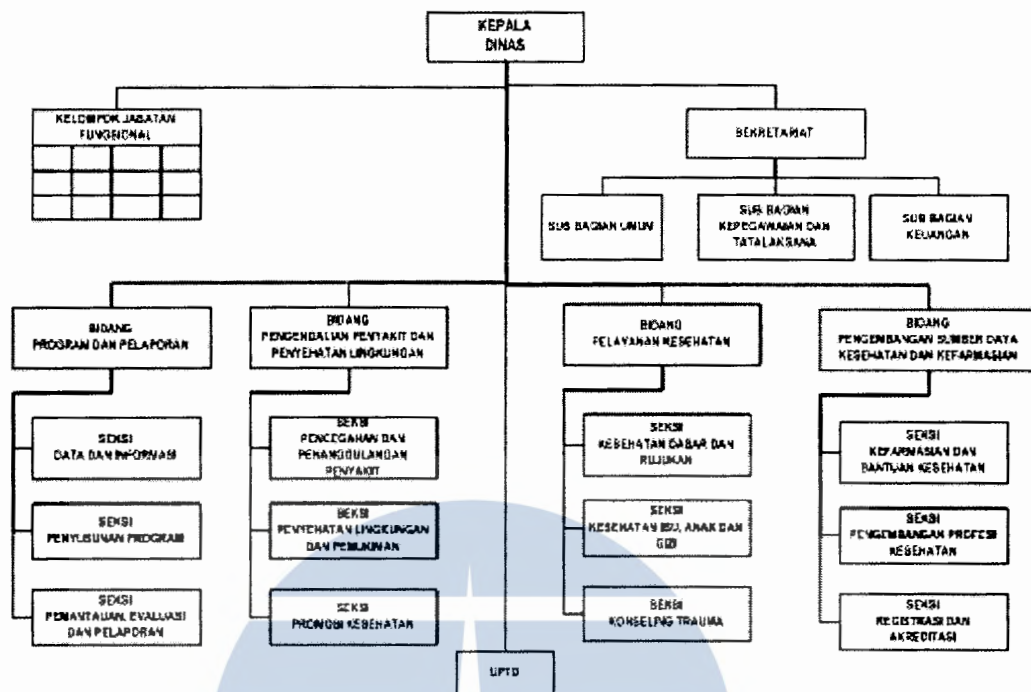 KEPALA
DINAS
KELOMPOK JABATAN
FUNGSIONAL
SEKRETARIAT
SUB BAGIAN UMUM
SUB BAGIAN
KEPEGAWAIAN DAN
TATALAKSANA
SUB BAGIAN
KEUANGAN
BIDANG
PROGRAM DAN PELAPORAN
BIDANG
PENGENDALIAN PENYAKIT DAN
PENYEHATAN LINGKUNGAN
BIDANG
PELAYANAN KESEHATAN
BIDANG
PENGEMBANGAN SUMBER DAYA
KESEHATAN DAN KEFARMASIAN
SEKSI
DATA DAN INFORMASI
SEKSI
PENCEGAHAN DAN
PENANGGULANGAN
PENYAKIT
SEKSI
KESEHATAN DASAR DAN
RUJUKAN
SEKSI
KEFARMASIAN DAN
BANTUAN KESEHATAN
SEKSI
PENYUSUNAN PROGRAM
SEKSI
PENYEHATAN LINGKUNGAN
DAN PEMUKIMAN
SEKSI
KESEHATAN IBU, ANAK DAN
GIZI
SEKSI
PENGEMBANGAN PROFESI
KESEHATAN
SEKSI
PEMANTAUAN, EVALUASI
DAN PELAPORAN
SEKSI
PROMOSI KESEHATAN
SEKSI
KONSELING TRAUMA
SEKSI
REGISTRASI DAN
AKREDITASI
UPTD